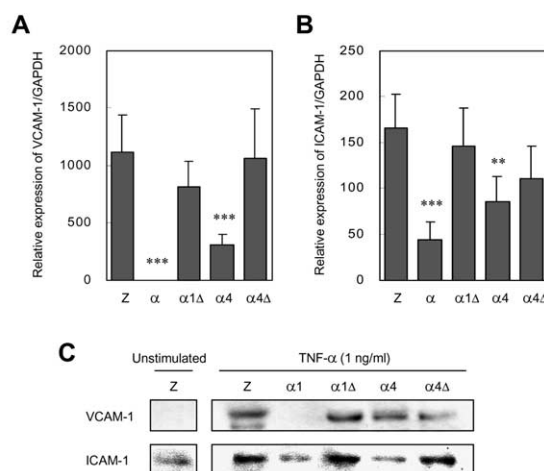 A
Relative expression of VCAM-1/GAPDH
2000
1500
1000
500
0
***
***
Z α α1Δ α4 α4Δ
B
Relative expression of ICAM-1/GAPDH
250
200
150
100
50
0
***
**
Z α α1Δ α4 α4Δ
C
Unstimulated TNF-α (1 ng/ml)
Z Z α1 α1Δ α4 α4Δ
VCAM-1
ICAM-1